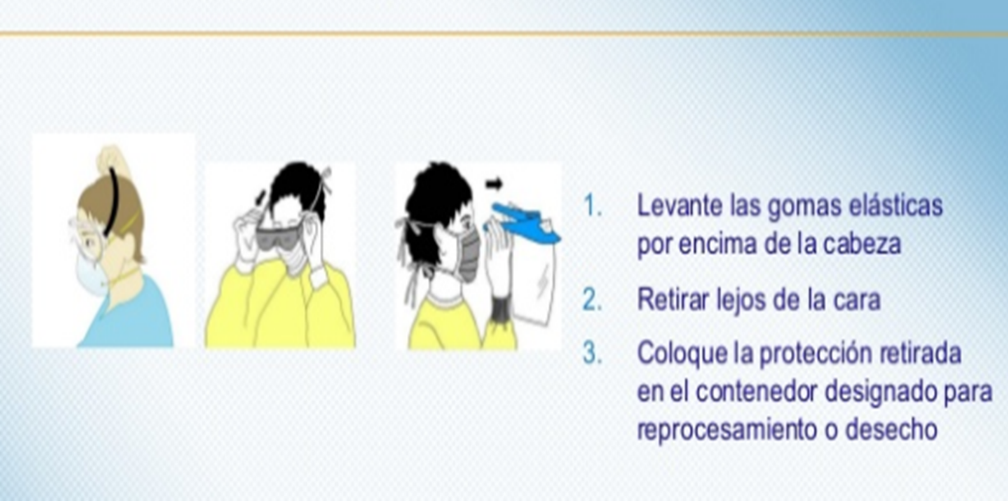 1. Levante las gomas elásticas
por encima de la cabeza
2. Retirar lejos de la cara
3. Coloque la protección retirada
en el contenedor designado para
reprocesamiento o desecho